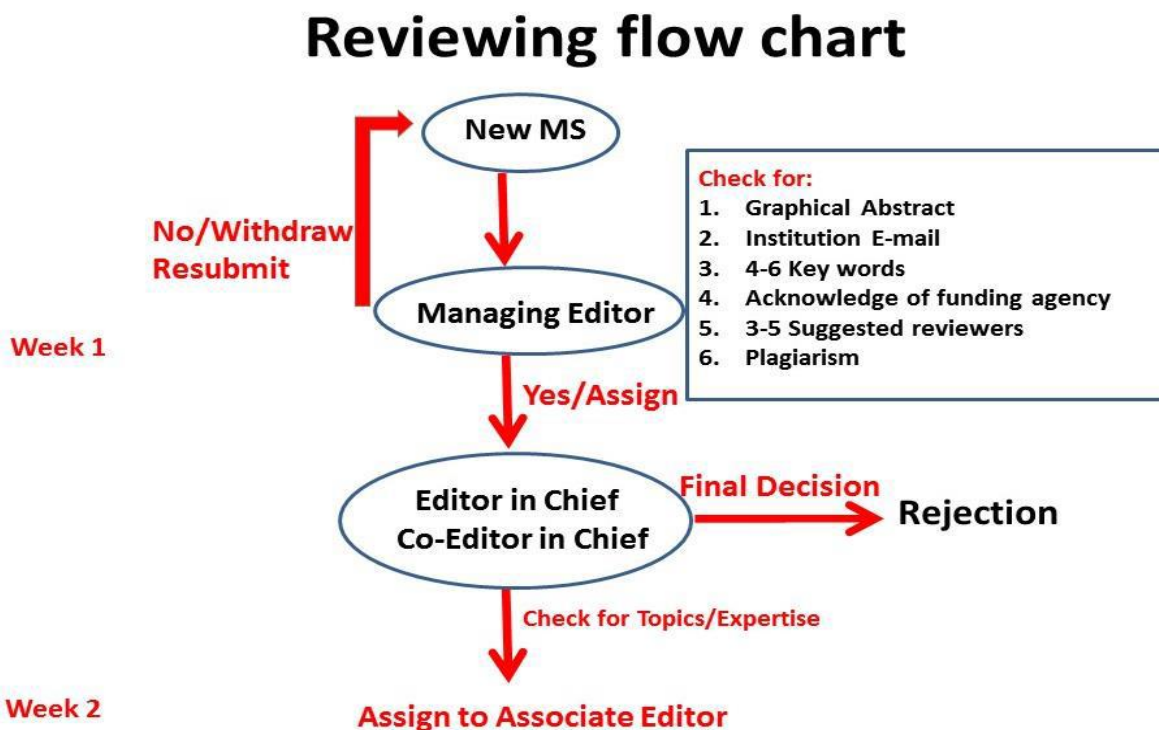 Reviewing flow chart
New MS
No/Withdraw
Resubmit
Check for:
1. Graphical Abstract
2. Institution E-mail
3. 4-6 Key words
4. Acknowledge of funding agency
5. 3-5 Suggested reviewers
6. Plagiarism
Managing Editor
Week 1
Yes/Assign
Editor in Chief
Co-Editor in Chief
Final Decision
Rejection
Check for Topics/Expertise
Week 2
Assign to Associate Editor